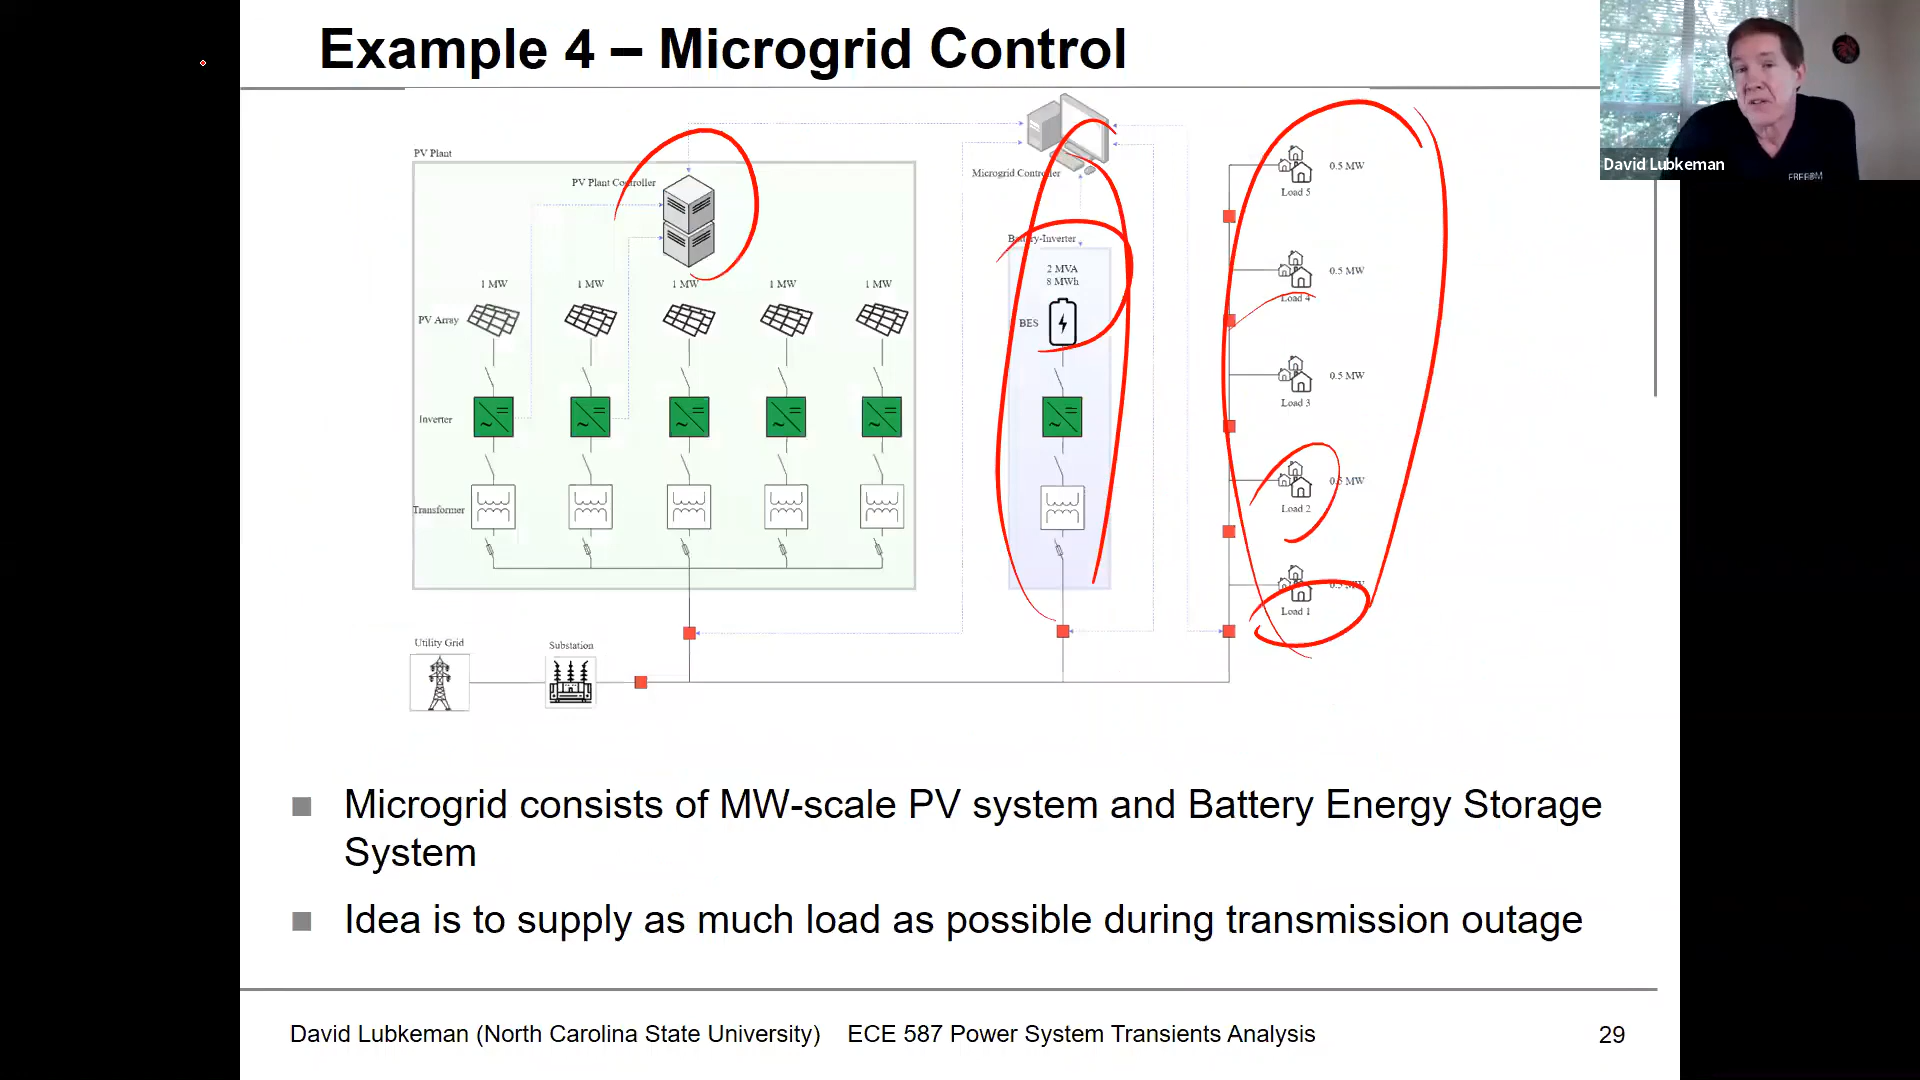 Example 4 – Microgrid Control
David Lubkeman
FREEDM
PV Plant
PV Plant Controller
Microgrid Controller
Battery-Inverter
1 MW
1 MW
1 MW
1 MW
1 MW
PV Array
Inverter
Transformer
2 MVA
8 MWh
BES
0.5 MW
Load 5
0.5 MW
Load 4
0.5 MW
Load 3
0.5 MW
Load 2
0.5 MW
Load 1
Utility Grid
Substation
Microgrid consists of MW-scale PV system and Battery Energy Storage
System
Idea is to supply as much load as possible during transmission outage
David Lubkeman (North Carolina State University) ECE 587 Power System Transients Analysis
29